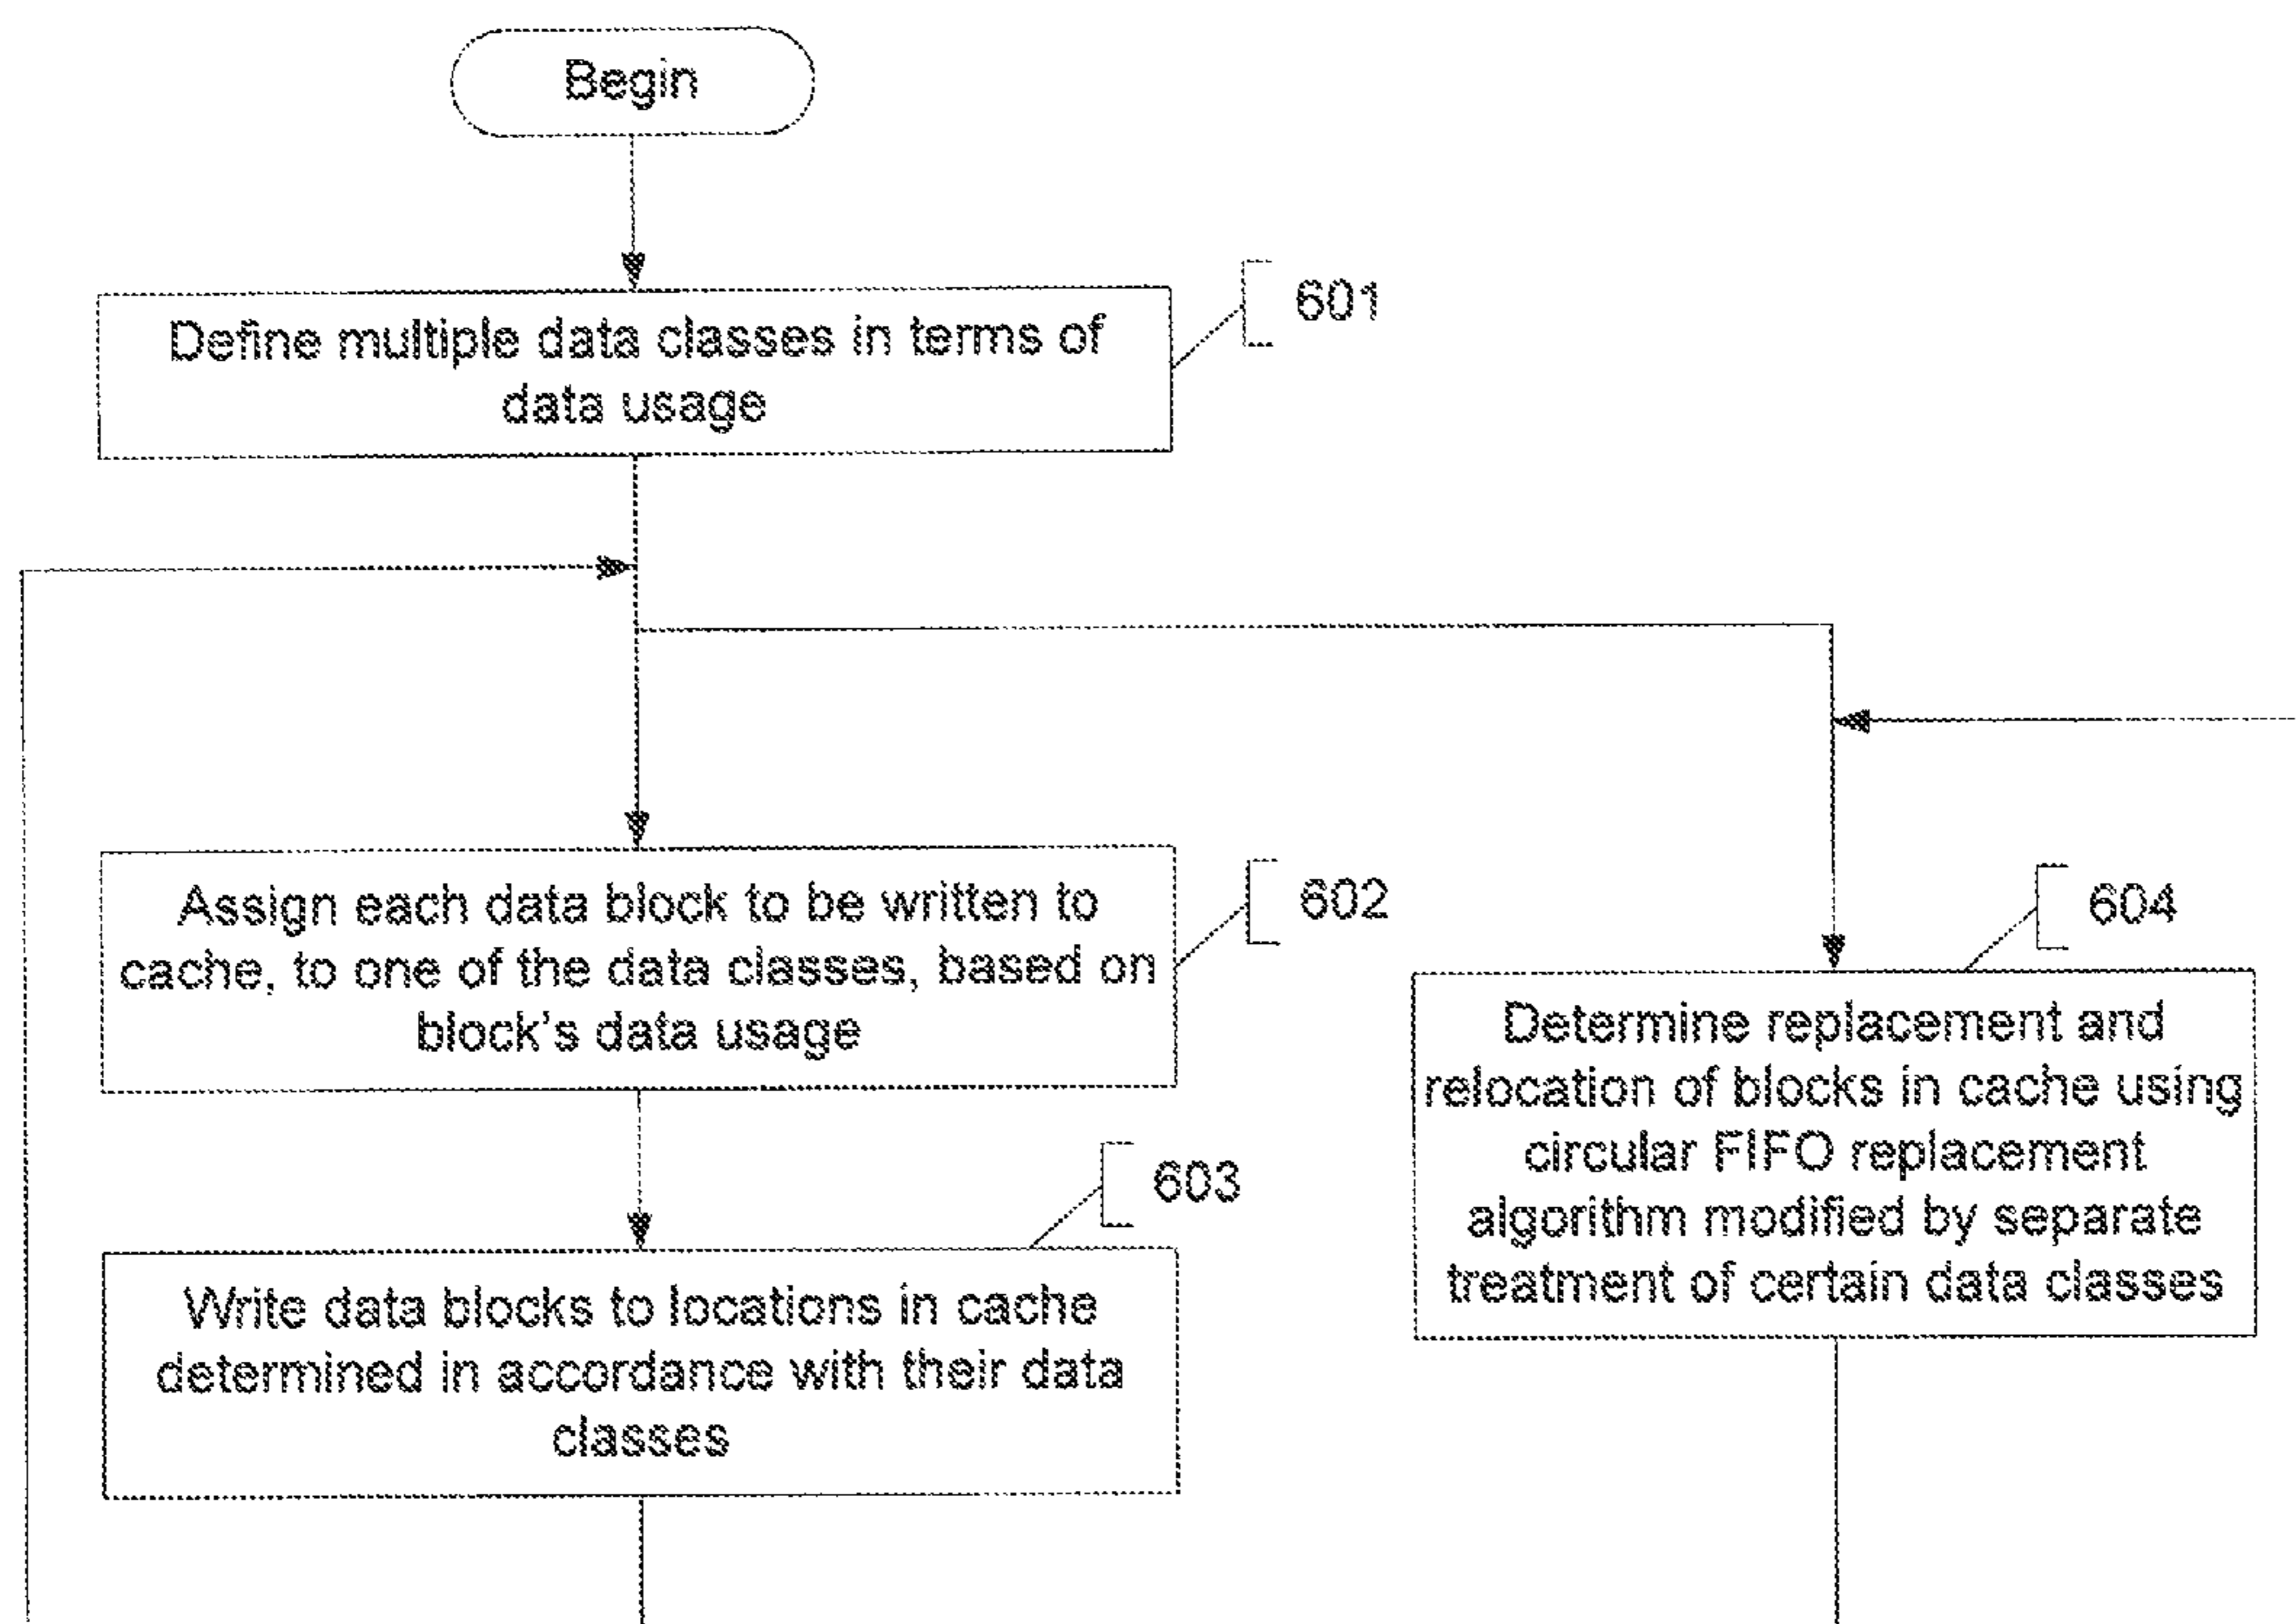 Begin
601
Define multiple data classes in terms of
data usage
602
Assign each data block to be written to
cache, to one of the data classes, based on
block's data usage
604
Determine replacement and
relocation of blocks in cache using
circular FIFO replacement
algorithm modified by separate
treatment of certain data classes
603
Write data blocks to locations in cache
determined in accordance with their data
classes